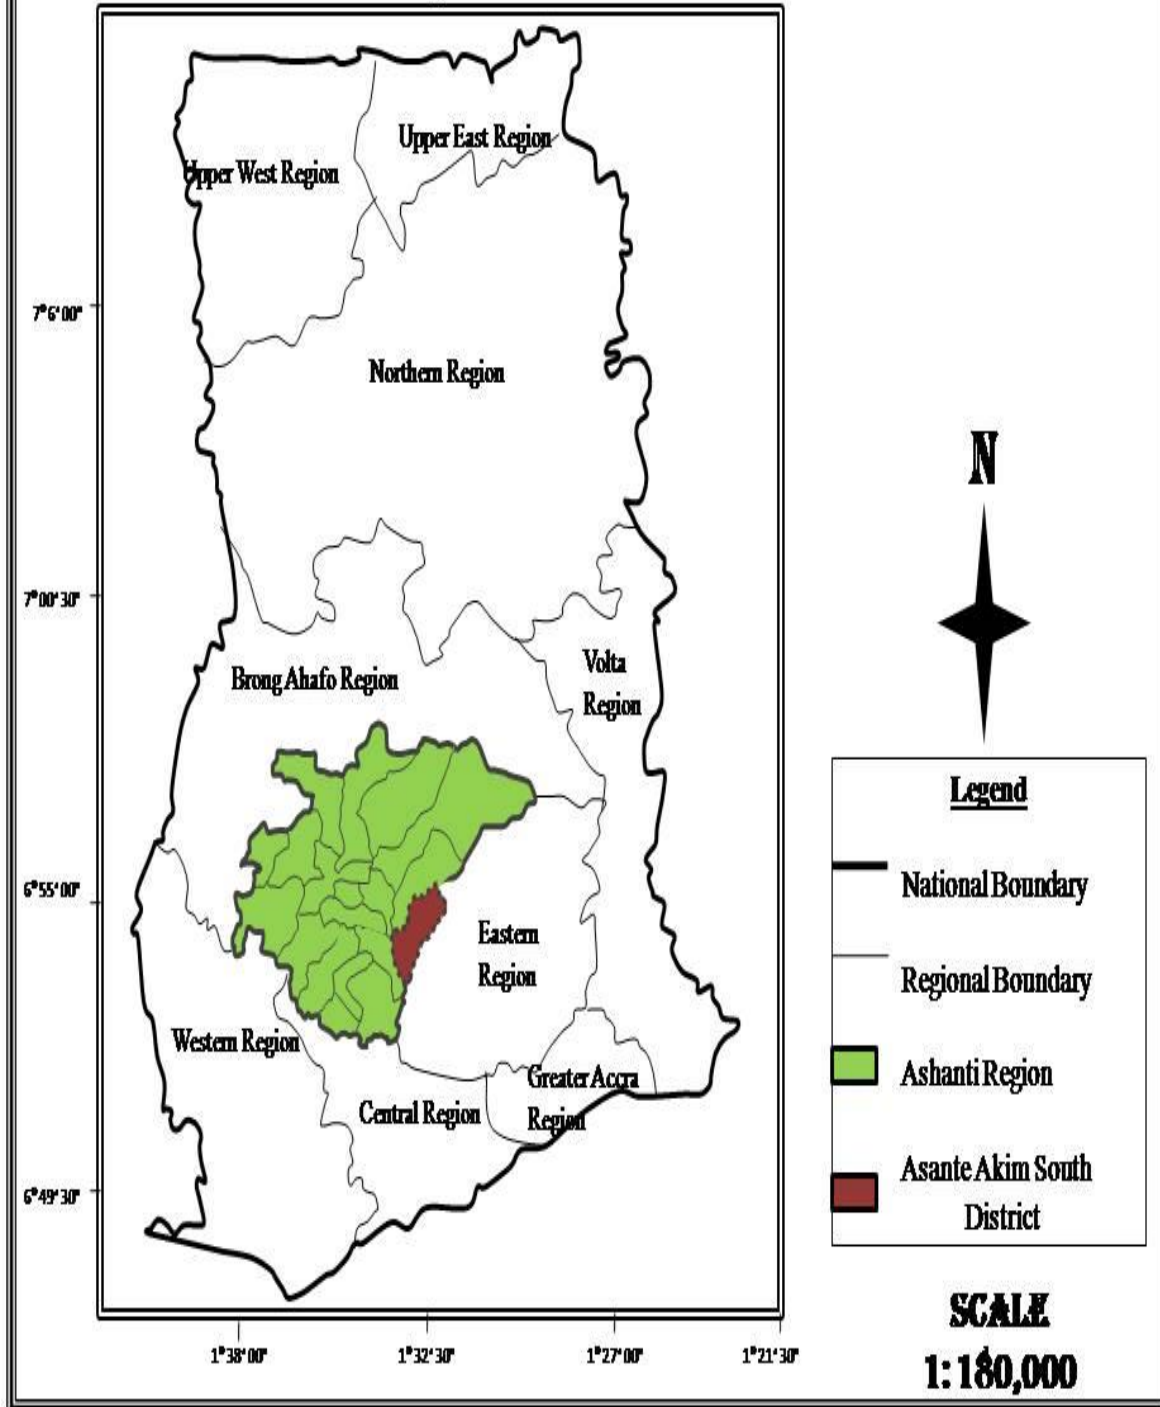 Upper East Region
Upper West Region
7°6'00"
Northern Region
7°00'30"
Volta
Region
Brong Ahafo Region
6°55'00"
Eastern
Region
Western Region
Greater Accra
Region
Central Region
6°49'30"
1°38'00"
1°32'30"
1°27'00"
1°21'30"
N
Legend
National Boundary
Regional Boundary
Ashanti Region
Asante Akim South
District
SCALE
1:180,000